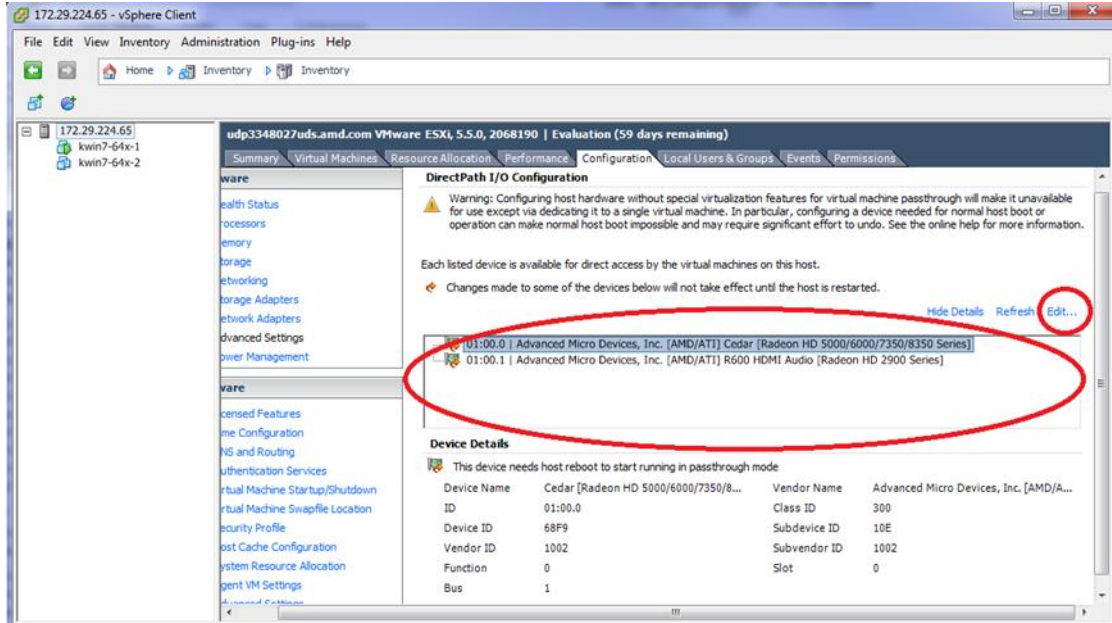 172.29.224.65 - vSphere Client
File Edit View Inventory Administration Plug-ins Help
Home Inventory Inventory
172.29.224.65
kwin7-64x-1
kwin7-64x-2
udp3348027uds.amd.com VMware ESXi, 5.5.0, 2068190 | Evaluation (59 days remaining)
Summary Virtual Machines Resource Allocation Performance Configuration Local Users & Groups Events Permissions
ware
ealth Status
rocessors
emory
torage
etworking
torage Adapters
etwork Adapters
dvanced Settings
ower Management
ware
censed Features
me Configuration
NS and Routing
uthentication Services
rtual Machine Startup/Shutdown
rtual Machine Swapfile Location
ecurity Profile
ost Cache Configuration
ystem Resource Allocation
gent VM Settings
dvanced Settings
DirectPath I/O Configuration
Warning: Configuring host hardware without special virtualization features for virtual machine passthrough will make it unavailable
for use except via dedicating it to a single virtual machine. In particular, configuring a device needed for normal host boot or
operation can make normal host boot impossible and may require significant effort to undo. See the online help for more information.
Each listed device is available for direct access by the virtual machines on this host.
Changes made to some of the devices below will not take effect until the host is restarted.
Hide Details Refresh Edit...
01:00.0 | Advanced Micro Devices, Inc. [AMD/ATI] Cedar [Radeon HD 5000/6000/7350/8350 Series]
01:00.1 | Advanced Micro Devices, Inc. [AMD/ATI] R600 HDMI Audio [Radeon HD 2900 Series]
Device Details
This device needs host reboot to start running in passthrough mode
Device Name Cedar [Radeon HD 5000/6000/7350/8... Vendor Name Advanced Micro Devices, Inc. [AMD/A...
ID 01:00.0 Class ID 300
Device ID 68F9 Subdevice ID 10E
Vendor ID 1002 Subvendor ID 1002
Function 0 Slot 0
Bus 1